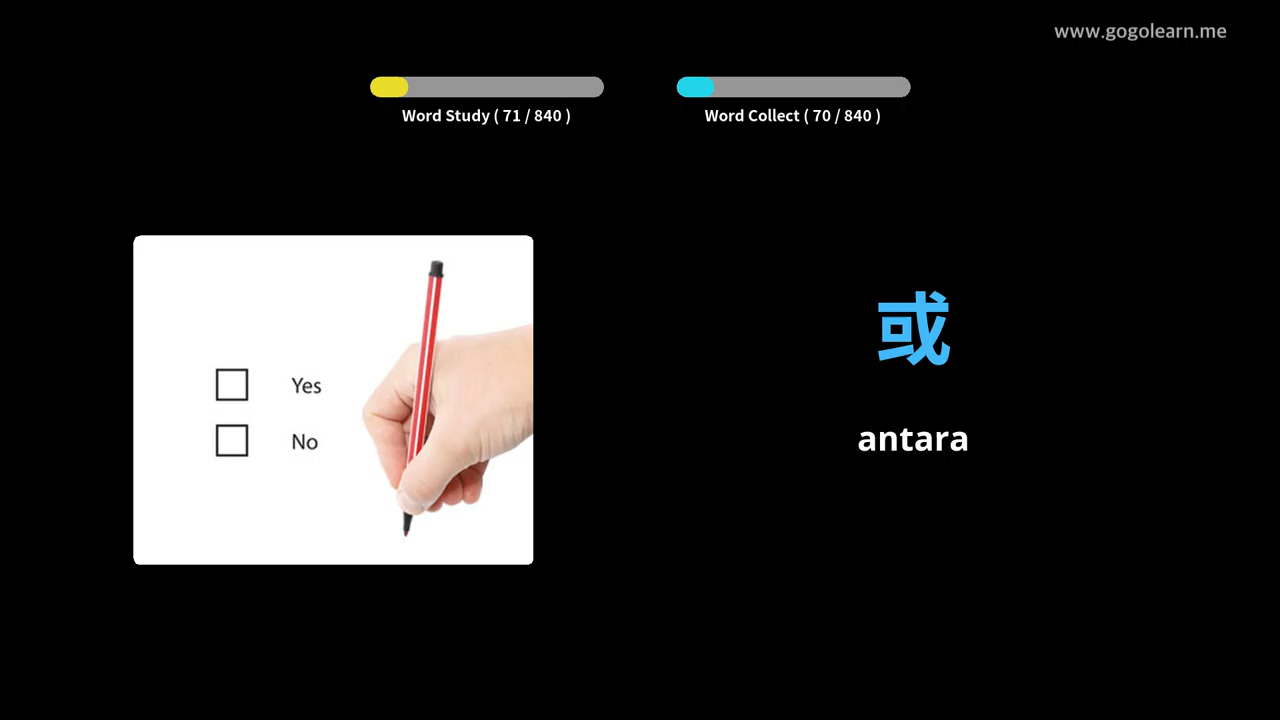 www.gogolearn.me
Word Study ( 71 / 840 )
Word Collect ( 70 / 840 )
Yes
No
或
antara